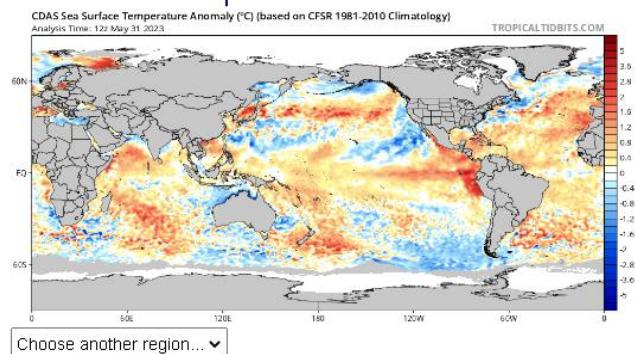 CDAS Sea Surface Temperature Anomaly (°C) (based on CFSR 1981-2010 Climatology)
Analysis Time: 12z May 31 2023
TROPICALTIDBITS.COM
5
3.6
2.8
2
1.6
1.2
0.8
0.4
0
-0.4
-0.8
-1.2
-1.6
-2
-2.8
-3.6
-5
60N
EQ
60S
0
60E
120E
180
120W
60W
0
Choose another region...